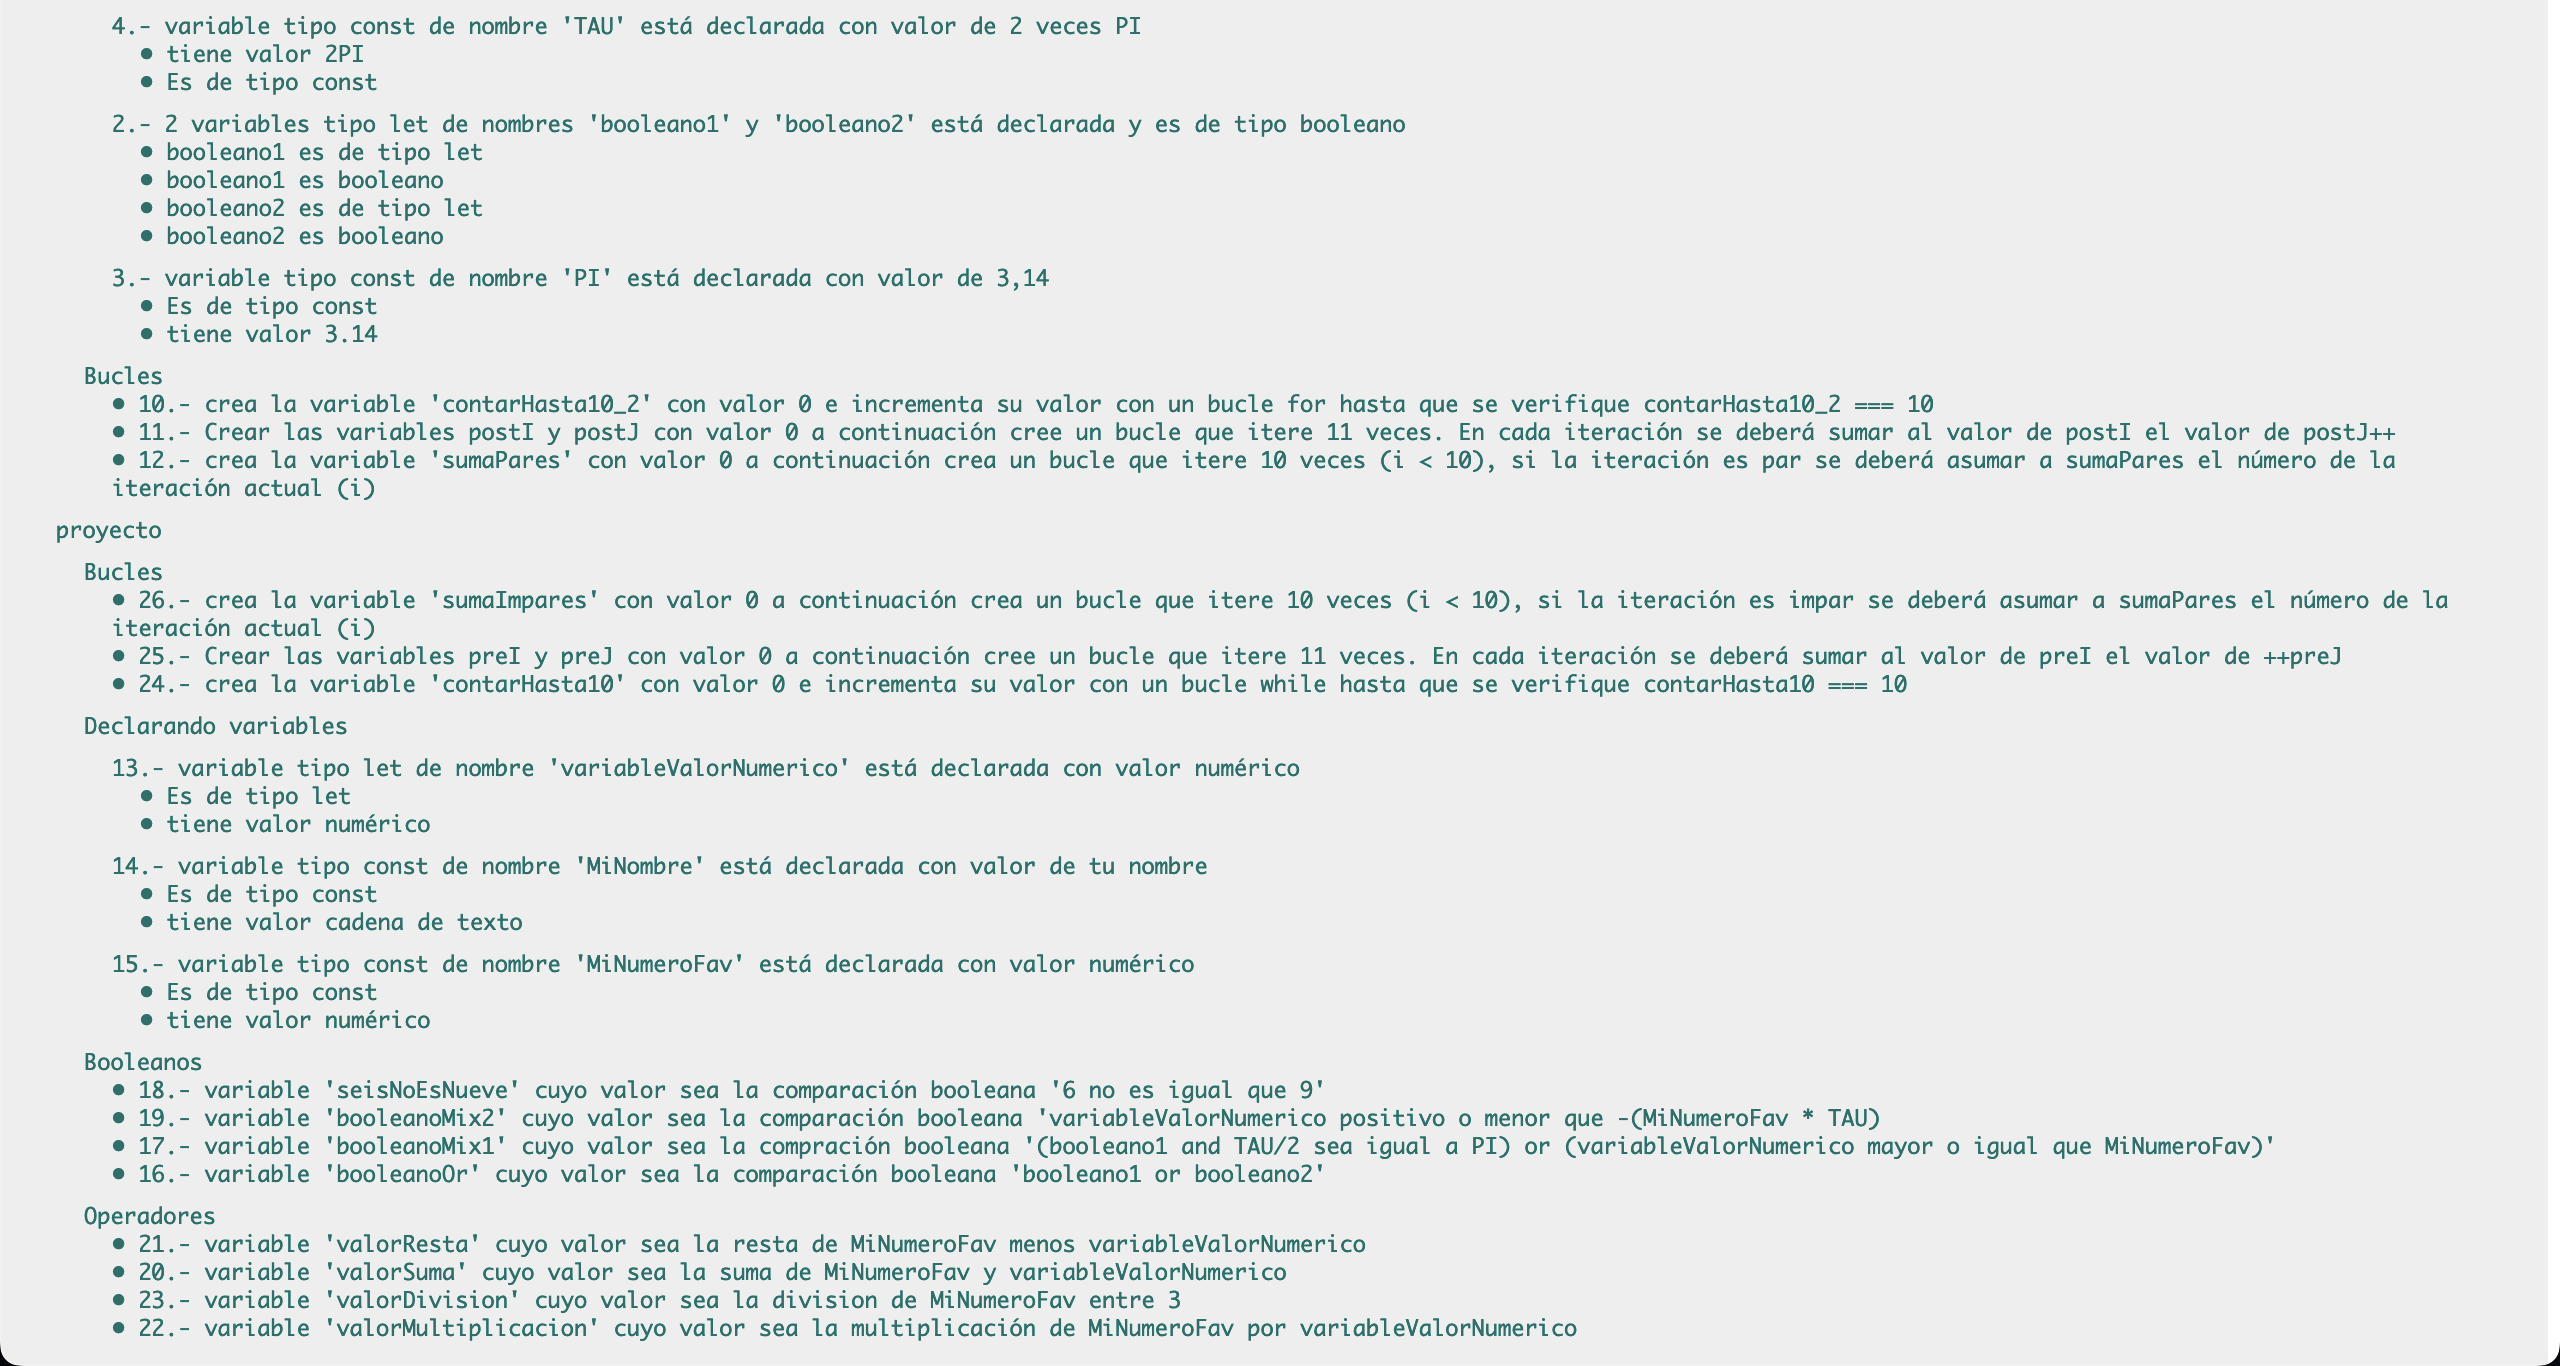 4.- variable tipo const de nombre 'TAU' está declarada con valor de 2 veces PI
• tiene valor 2PI
• Es de tipo const
2.- 2 variables tipo let de nombres 'booleano1' y 'booleano2' está declarada y es de tipo booleano
• booleano1 es de tipo let
• booleano1 es booleano
• booleano2 es de tipo let
• booleano2 es booleano
3.- variable tipo const de nombre 'PI' está declarada con valor de 3,14
• Es de tipo const
• tiene valor 3.14
Bucles
• 10.- crea la variable 'contarHasta10_2' con valor 0 e incrementa su valor con un bucle for hasta que se verifique contarHasta10_2 === 10
• 11.- Crear las variables postI y postJ con valor 0 a continuación cree un bucle que itere 11 veces. En cada iteración se deberá sumar al valor de postI el valor de postJ++
• 12.- crea la variable 'sumaPares' con valor 0 a continuación crea un bucle que itere 10 veces (i < 10), si la iteración es par se deberá asumar a sumaPares el número de la
iteración actual (i)
proyecto
Bucles
• 26.- crea la variable 'sumaImpares' con valor 0 a continuación crea un bucle que itere 10 veces (i < 10), si la iteración es impar se deberá asumar a sumaPares el número de la
iteración actual (i)
• 25.- Crear las variables preI y preJ con valor 0 a continuación cree un bucle que itere 11 veces. En cada iteración se deberá sumar al valor de preI el valor de ++preJ
• 24.- crea la variable 'contarHasta10' con valor 0 e incrementa su valor con un bucle while hasta que se verifique contarHasta10 === 10
Declarando variables
13.- variable tipo let de nombre 'variableValorNumerico' está declarada con valor numérico
• Es de tipo let
• tiene valor numérico
14.- variable tipo const de nombre 'MiNombre' está declarada con valor de tu nombre
• Es de tipo const
• tiene valor cadena de texto
15.- variable tipo const de nombre 'MiNumeroFav' está declarada con valor numérico
• Es de tipo const
• tiene valor numérico
Booleanos
• 18.- variable 'seisNoEsNueve' cuyo valor sea la comparación booleana '6 no es igual que 9'
• 19.- variable 'booleanoMix2' cuyo valor sea la comparación booleana 'variableValorNumerico positivo o menor que -(MiNumeroFav * TAU)
• 17.- variable 'booleanoMix1' cuyo valor sea la compración booleana '(booleano1 and TAU/2 sea igual a PI) or (variableValorNumerico mayor o igual que MiNumeroFav)'
• 16.- variable 'booleanoOr' cuyo valor sea la comparación booleana 'booleano1 or booleano2'
Operadores
• 21.- variable 'valorResta' cuyo valor sea la resta de MiNumeroFav menos variableValorNumerico
• 20.- variable 'valorSuma' cuyo valor sea la suma de MiNumeroFav y variableValorNumerico
• 23.- variable 'valorDivision' cuyo valor sea la division de MiNumeroFav entre 3
• 22.- variable 'valorMultiplicacion' cuyo valor sea la multiplicación de MiNumeroFav por variableValorNumerico